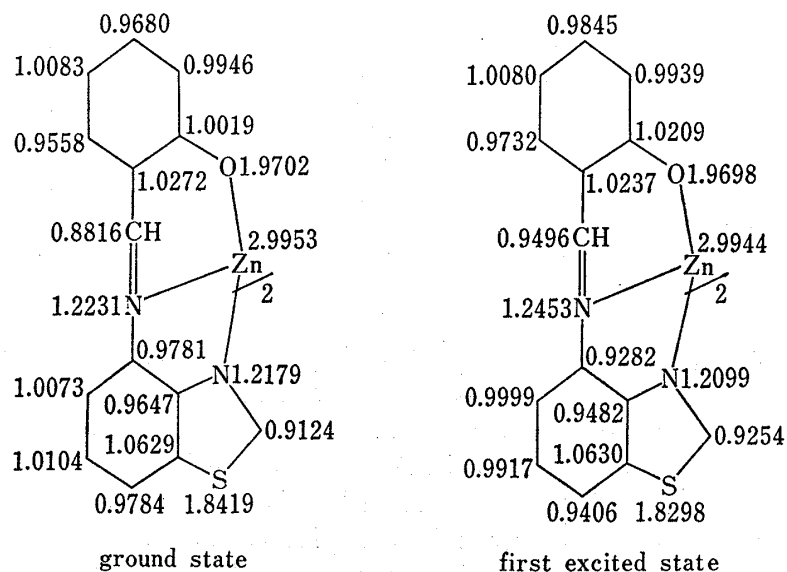 0.9680
1.0083
0.9946
1.0019
0.9558
O1.9702
1.0272
0.8816CH
2.9953
Zn
2
1.2231N
0.9781
N1.2179
1.0073
0.9647
0.9124
1.0629
1.0104
S
0.9784 1.8419
ground state
0.9845
1.0080
0.9939
1.0209
0.9732
O1.9698
1.0237
0.9496CH
2.9944
Zn
2
1.2453N
0.9282
N1.2099
0.9999
0.9482
0.9254
1.0630
0.9917
S
0.9406 1.8298
first excited state